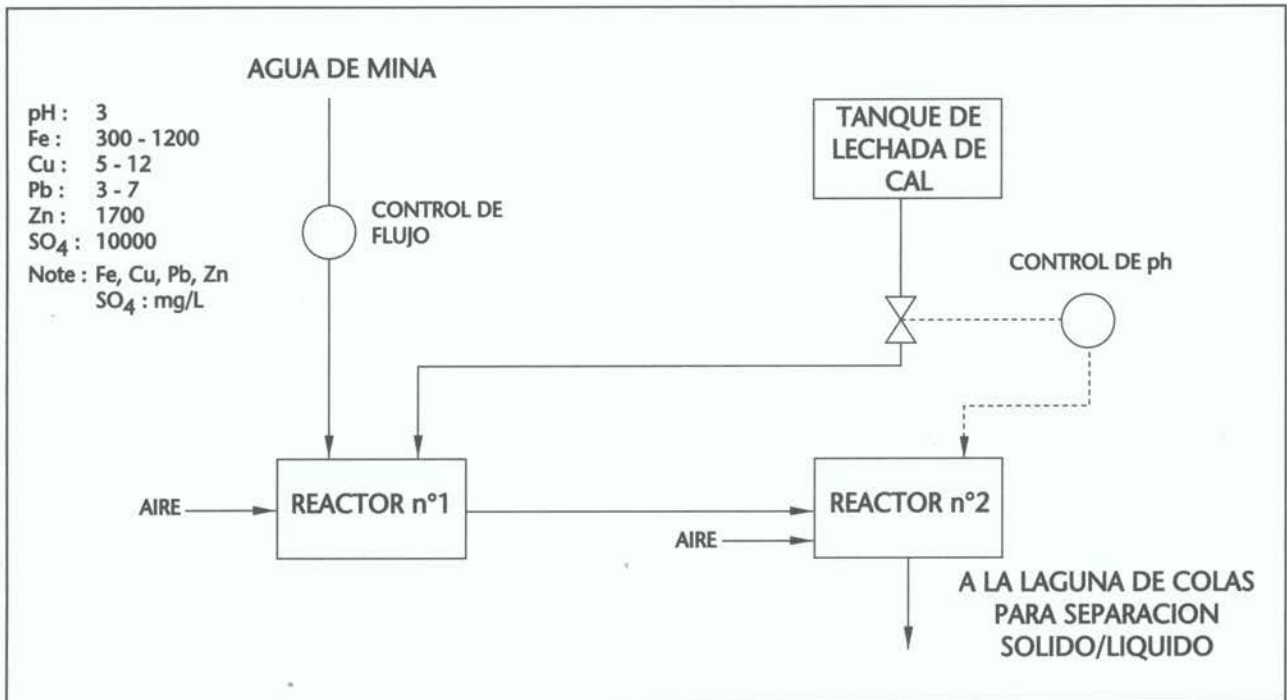 AGUA DE MINA
pH : 3
Fe : 300 - 1200
Cu : 5 - 12
Pb : 3 - 7
Zn : 1700
SO4 : 10000
Note : Fe, Cu, Pb, Zn
SO4 : mg/L
CONTROL DE
FLUJO
TANQUE DE
LECHADA DE
CAL
CONTROL DE ph
AIRE
REACTOR n°1
AIRE
REACTOR n°2
A LA LAGUNA DE COLAS
PARA SEPARACION
SOLIDO/LIQUIDO